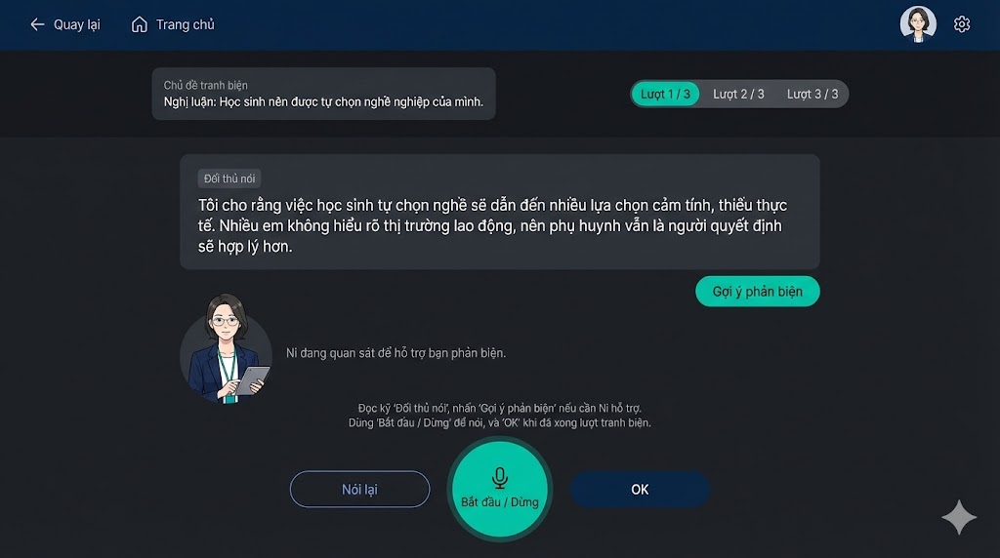 Quay lại
Trang chủ
Chủ đề tranh biện
Nghị luận: Học sinh nên được tự chọn nghề nghiệp của mình.
Lượt 1 / 3
Lượt 2 / 3
Lượt 3 / 3
Đối thủ nói
Tôi cho rằng việc học sinh tự chọn nghề sẽ dẫn đến nhiều lựa chọn cảm tính, thiếu thực
tế. Nhiều em không hiểu rõ thị trường lao động, nên phụ huynh vẫn là người quyết định
sẽ hợp lý hơn.
Gợi ý phản biện
Ni đang quan sát để hỗ trợ bạn phản biện.
Đọc kỹ 'Đối thủ nói', nhấn 'Gợi ý phản biện' nếu cần Ni hỗ trợ.
Dùng 'Bắt đầu / Dừng' để nói, và 'OK' khi đã xong lượt tranh biện.
Nói lại
Bắt đầu / Dừng
OK